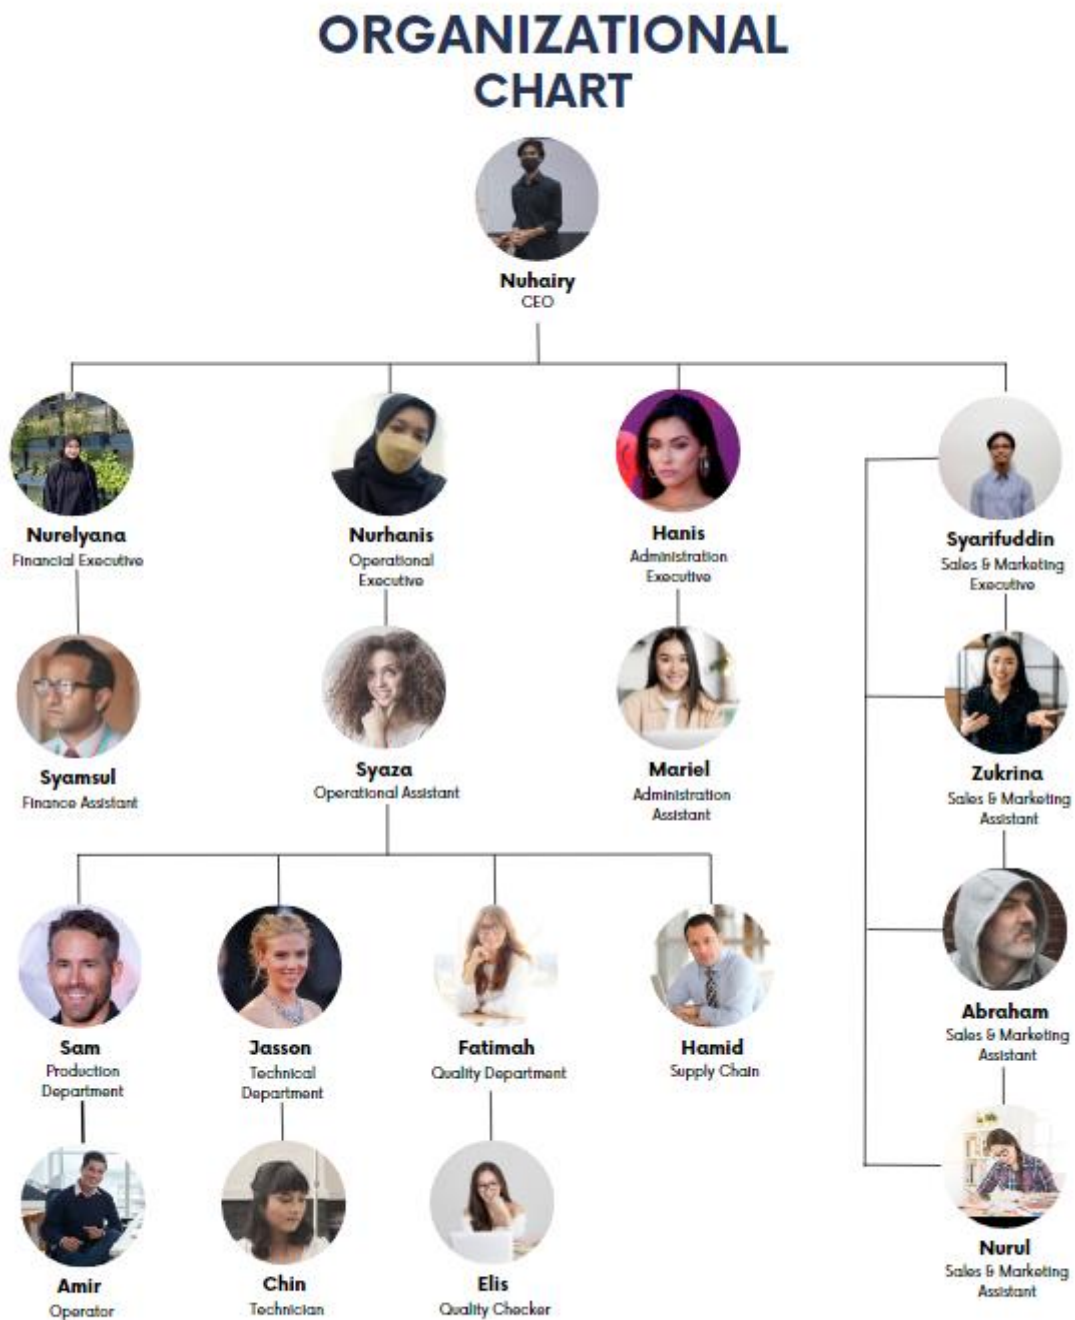 ORGANIZATIONAL
CHART
Nuhairy
CEO
Nurelyana
Financial Executive
Nurhanis
Operational
Executive
Hanis
Administration
Executive
Syarifuddin
Sales & Marketing
Executive
Syamsul
Finance Assistant
Syaza
Operational Assistant
Mariel
Administration
Assistant
Zukrina
Sales & Marketing
Assistant
Abraham
Sales & Marketing
Assistant
Sam
Production
Department
Jasson
Technical
Department
Fatimah
Quality Department
Hamid
Supply Chain
Amir
Operator
Chin
Technician
Elis
Quality Checker
Nurul
Sales & Marketing
Assistant